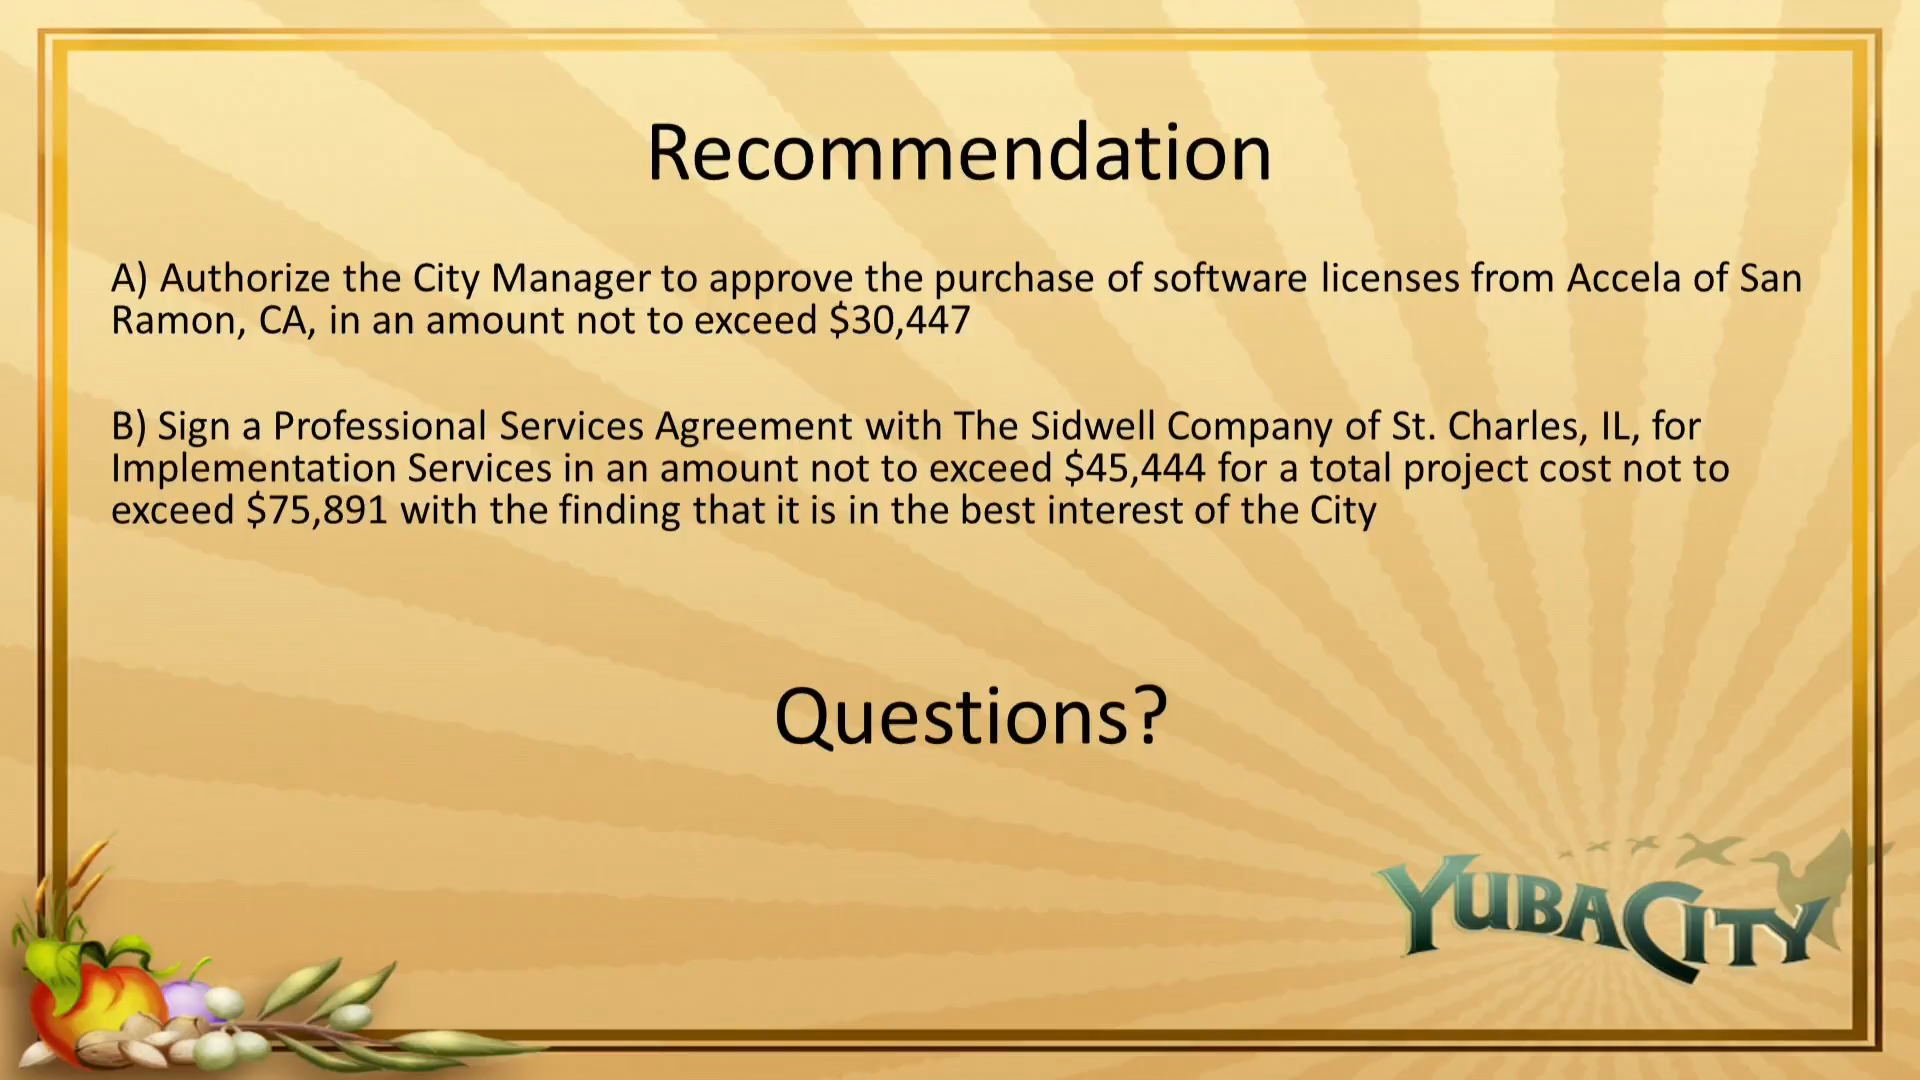 Recommendation
A) Authorize the City Manager to approve the purchase of software licenses from Accela of San
Ramon, CA, in an amount not to exceed $30,447
B) Sign a Professional Services Agreement with The Sidwell Company of St. Charles, IL, for
Implementation Services in an amount not to exceed $45,444 for a total project cost not to
exceed $75,891 with the finding that it is in the best interest of the City
Questions?
YUBA CITY